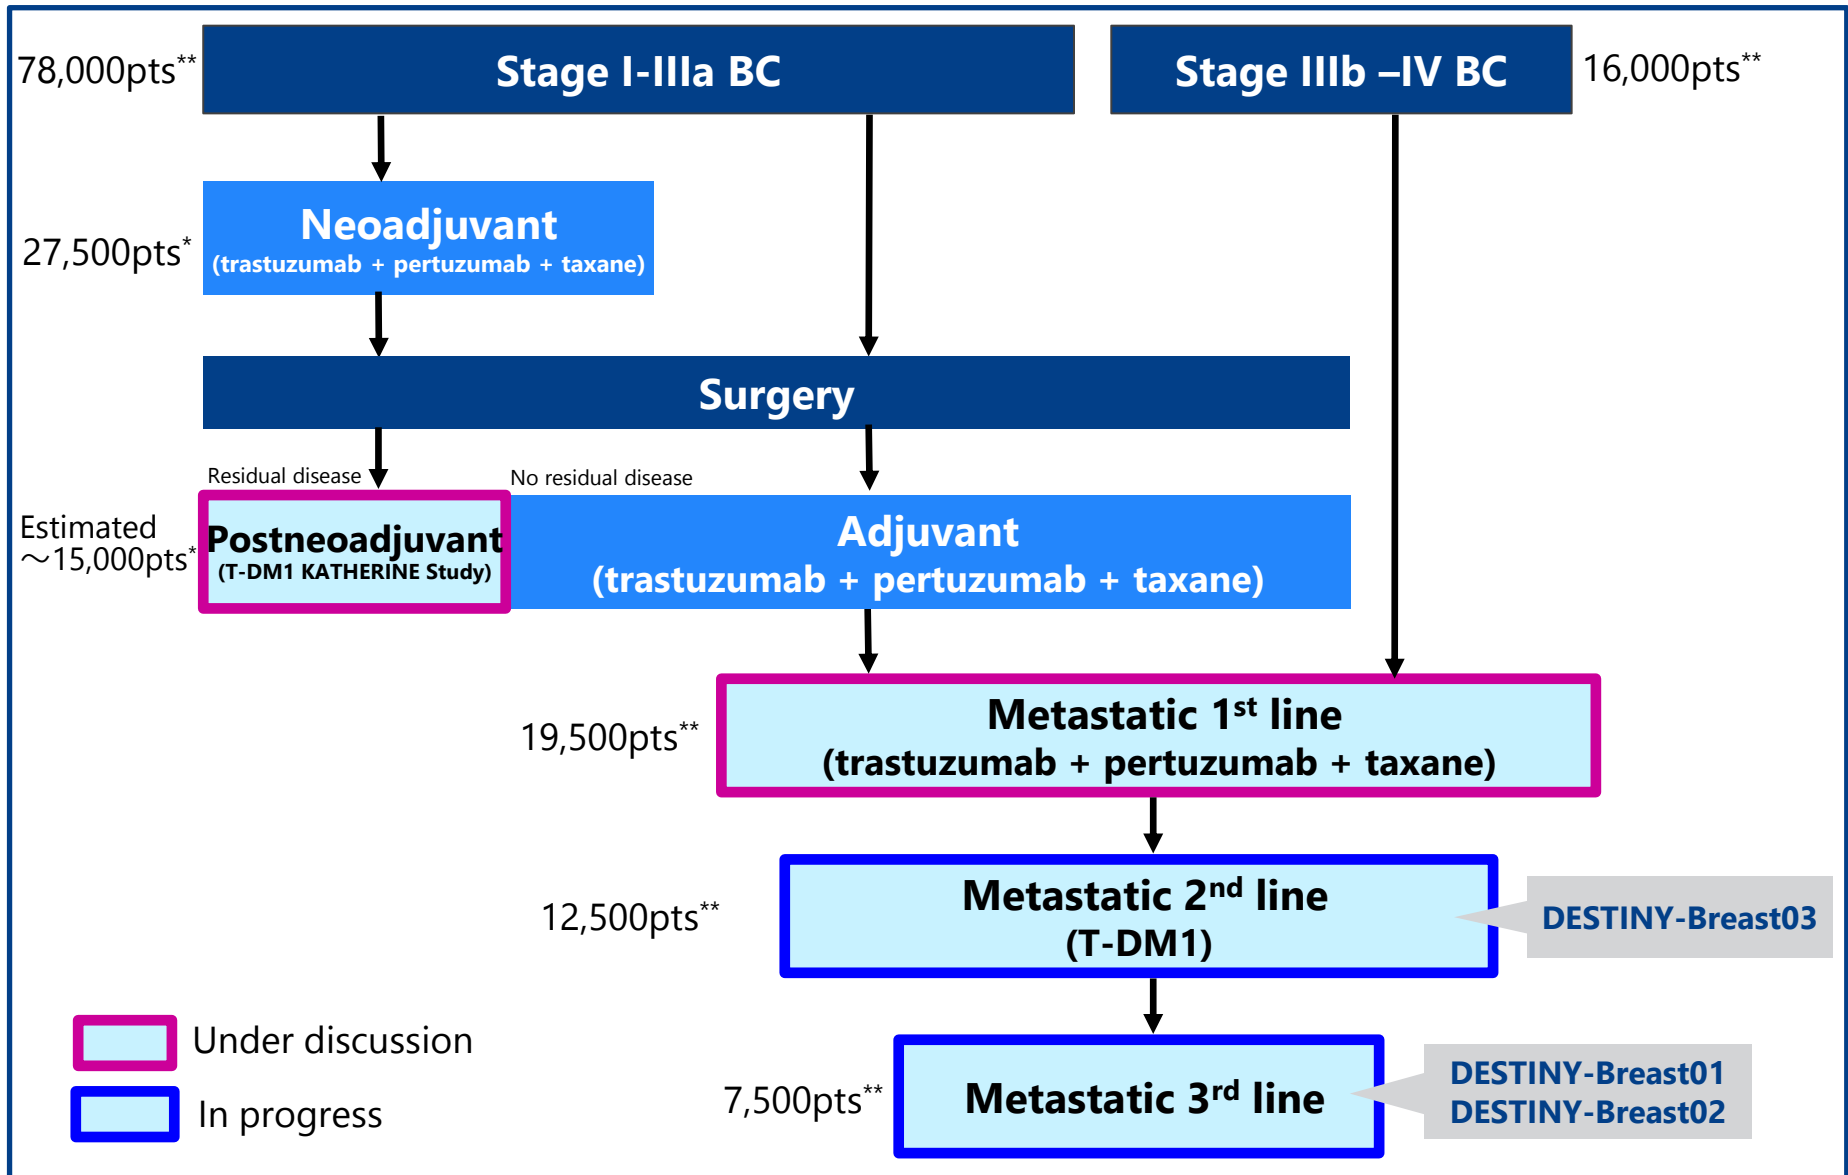 78,000pts**
Stage I-IIIa BC
Stage IIIb –IV BC
16,000pts**
Neoadjuvant
(trastuzumab + pertuzumab + taxane)
27,500pts*
Surgery
Residual disease
No residual disease
Estimated
～15,000pts*
Postneoadjuvant
(T-DM1 KATHERINE Study)
Adjuvant
(trastuzumab + pertuzumab + taxane)
19,500pts**
Metastatic 1st line
(trastuzumab + pertuzumab + taxane)
12,500pts**
Metastatic 2nd line
(T-DM1)
DESTINY-Breast03
Under discussion
In progress
7,500pts**
Metastatic 3rd line
DESTINY-Breast01
DESTINY-Breast02